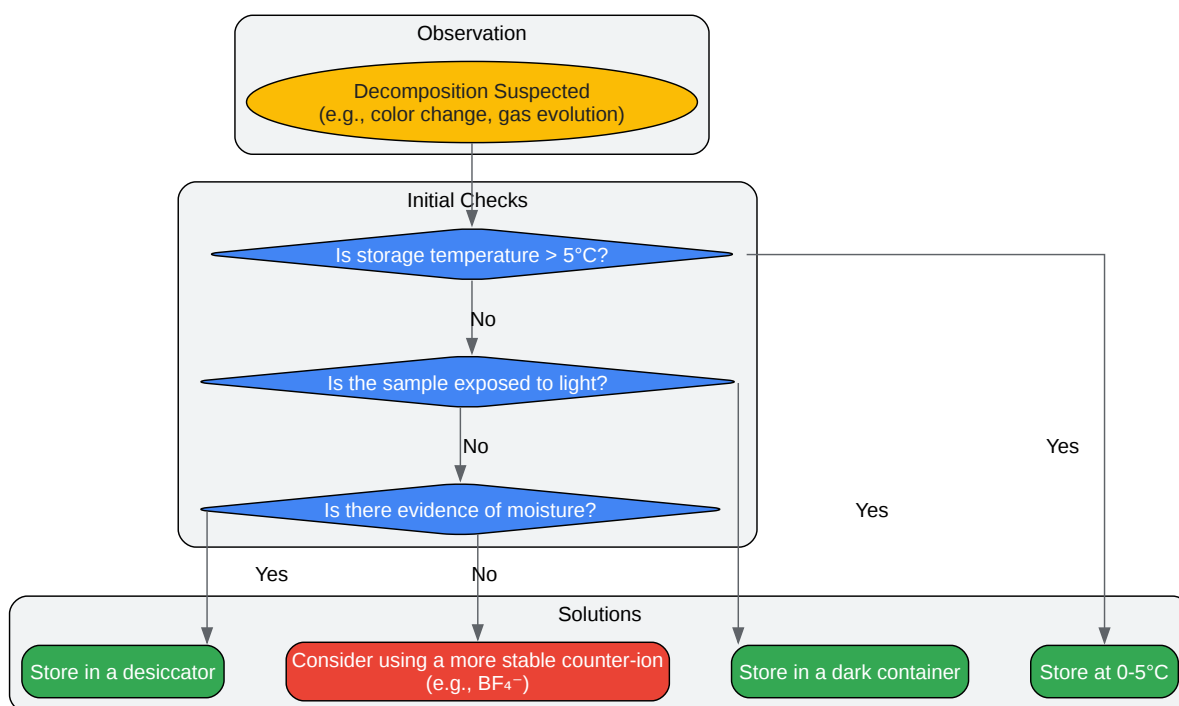 Observation
Decomposition Suspected
(e.g., color change, gas evolution)
Initial Checks
Is storage temperature > 5°C?
No
Is the sample exposed to light?
No
Yes
Is there evidence of moisture?
Yes
Yes
No
Solutions
Store in a desiccator
Consider using a more stable counter-ion
(e.g., BF₄⁻)
Store in a dark container
Store at 0-5°C